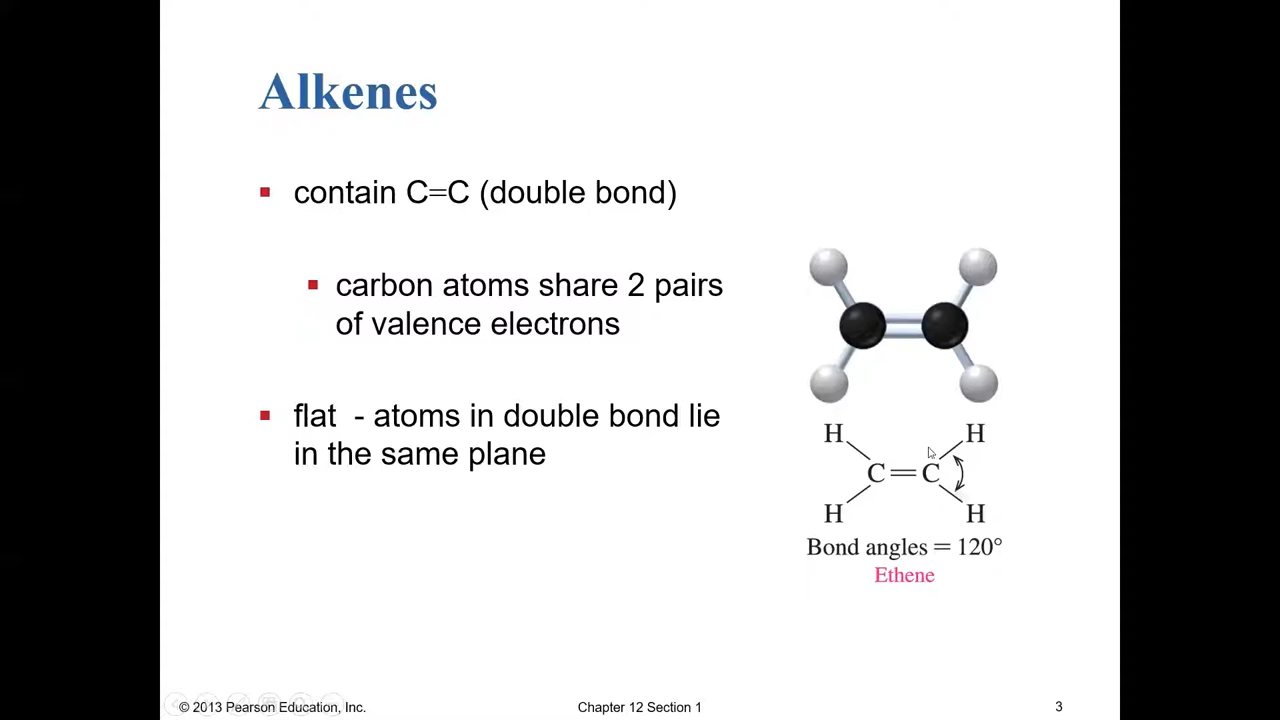 Alkenes
contain C=C (double bond)
carbon atoms share 2 pairs
of valence electrons
flat - atoms in double bond lie
in the same plane
H H
C=C
H H
Bond angles = 120°
Ethene
© 2013 Pearson Education, Inc. Chapter 12 Section 1 3